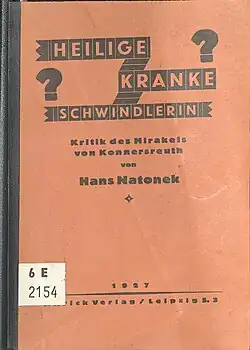 HEILIGE ?
? KRANKE
SCHWINDLERIN
Kritik des Mirakels
von Konnersreuth
von
Hans Natonek
1927
6 E
2154
Verlag / Leipzig S. 3